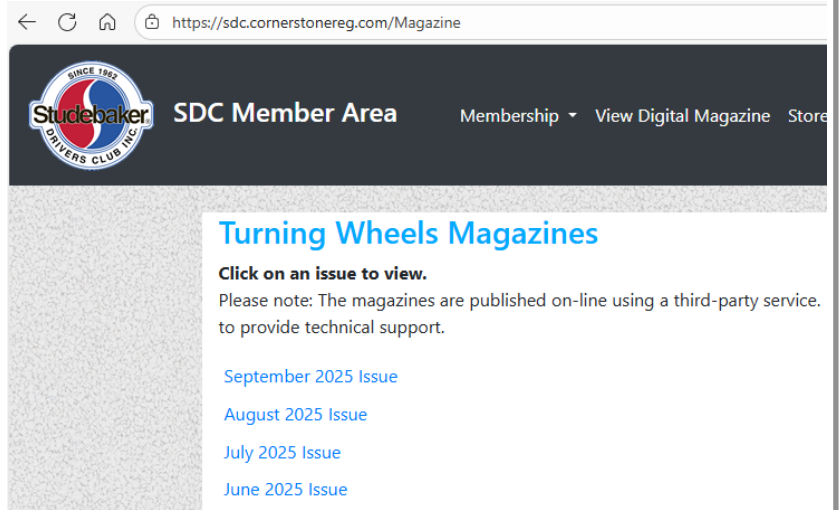 https://sdc.cornerstonereg.com/Magazine
SINCE 1962
Studebaker
DRIVERS CLUB INC.
SDC Member Area
Membership
View Digital Magazine
Store
Turning Wheels Magazines
Click on an issue to view.
Please note: The magazines are published on-line using a third-party service.
to provide technical support.
September 2025 Issue
August 2025 Issue
July 2025 Issue
June 2025 Issue